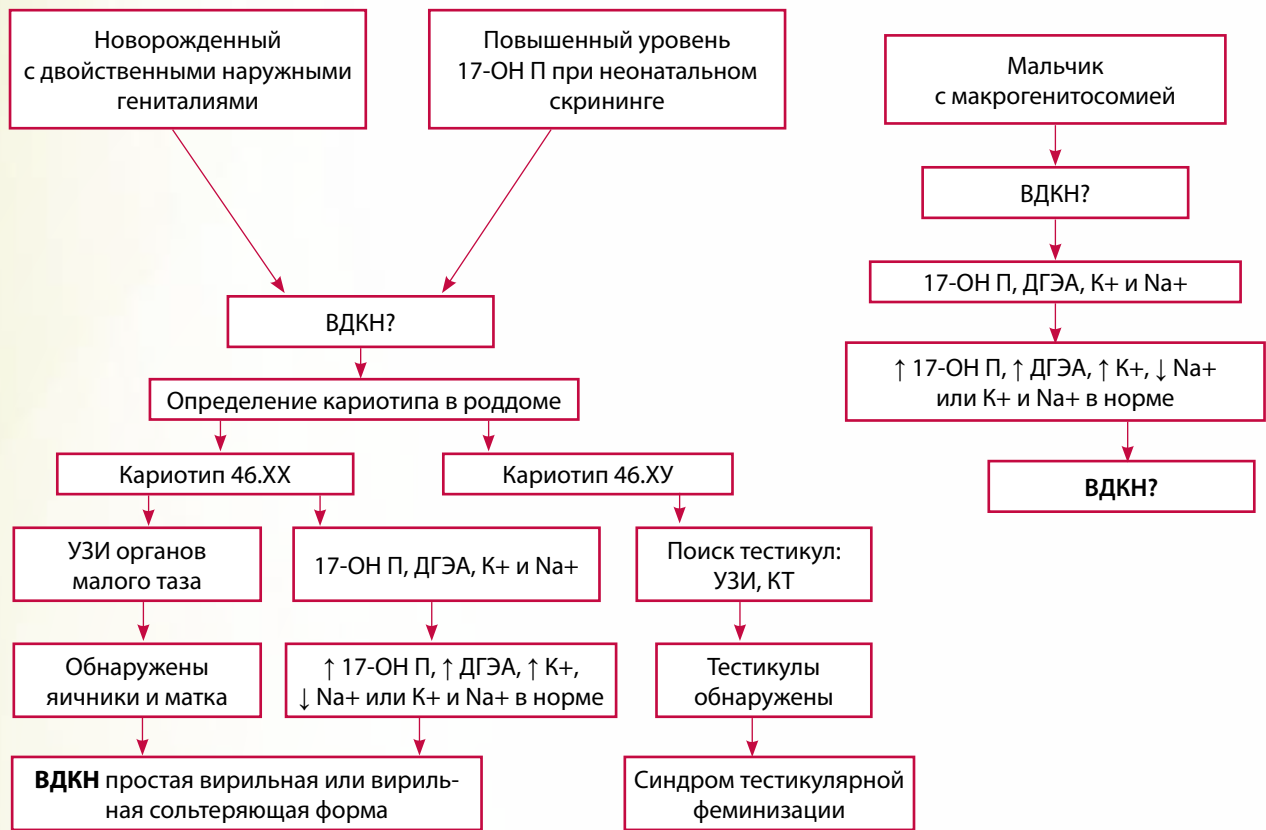 Новорожденный
с двойственными наружными
гениталиями
Повышенный уровень
17-ОН П при неонатальном
скрининге
ВДКН?
Определение кариотипа в роддоме
Кариотип 46.ХХ
Кариотип 46.ХУ
УЗИ органов
малого таза
17-ОН П, ДГЭА, К+ и Na+
Поиск тестикул:
УЗИ, КТ
Обнаружены
яичники и матка
↑ 17-ОН П, ↑ ДГЭА, ↑ К+,
↓ Na+ или К+ и Na+ в норме
Тестикулы
обнаружены
ВДКН простая вирильная или вириль-
ная сольтеряющая форма
Синдром тестикулярной
феминизации
Мальчик
с макрогенитосомией
ВДКН?
17-ОН П, ДГЭА, К+ и Na+
↑ 17-ОН П, ↑ ДГЭА, ↑ К+, ↓ Na+
или К+ и Na+ в норме
ВДКН?